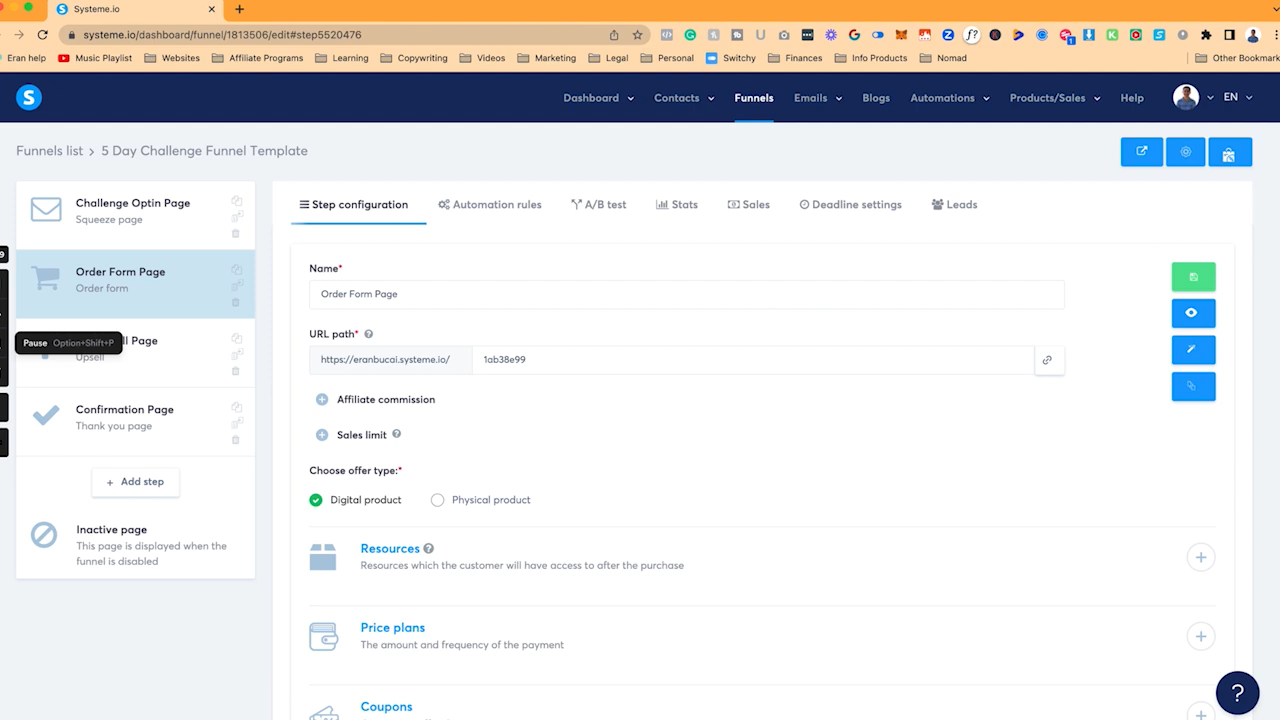 Systeme.io
systeme.io/dashboard/funnel/1813506/edit#step5520476
Eran help
Music Playlist
Websites
Affiliate Programs
Learning
Copywriting
Videos
Marketing
Legal
Personal
Switchy
Finances
Info Products
Nomad
Other Bookmark
S
Dashboard
Contacts
Funnels
Emails
Blogs
Automations
Products/Sales
Help
EN
Funnels list > 5 Day Challenge Funnel Template
Challenge Optin Page
Squeeze page
Order Form Page
Order form
Pause Option+Shift+P
ll Page
Upsell
Confirmation Page
Thank you page
+ Add step
Inactive page
This page is displayed when the
funnel is disabled
Step configuration
Automation rules
A/B test
Stats
Sales
Deadline settings
Leads
Name*
Order Form Page
URL path* ?
https://eranbucai.systeme.io/
1ab38e99
Affiliate commission
Sales limit ?
Choose offer type:*
Digital product
Physical product
Resources ?
Resources which the customer will have access to after the purchase
Price plans
The amount and frequency of the payment
Coupons
?